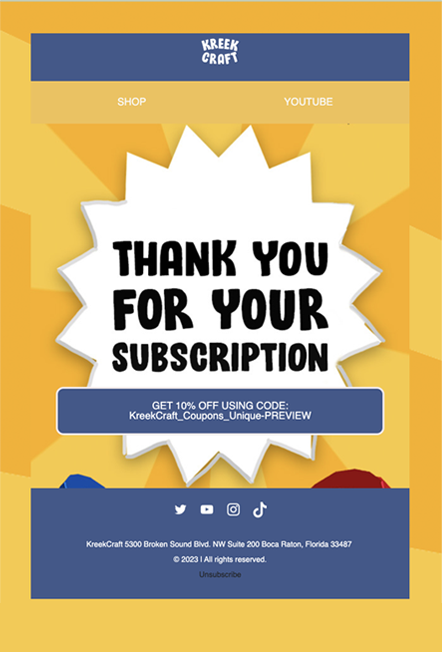 KREEK
CRAFT
SHOP YOUTUBE
THANK YOU
FOR YOUR
SUBSCRIPTION
GET 10% OFF USING CODE:
KreekCraft_Coupons_Unique-PREVIEW
KreekCraft 5300 Broken Sound Blvd. NW Suite 200 Boca Raton, Florida 33487
© 2023 I All rights reserved.
Unsubscribe